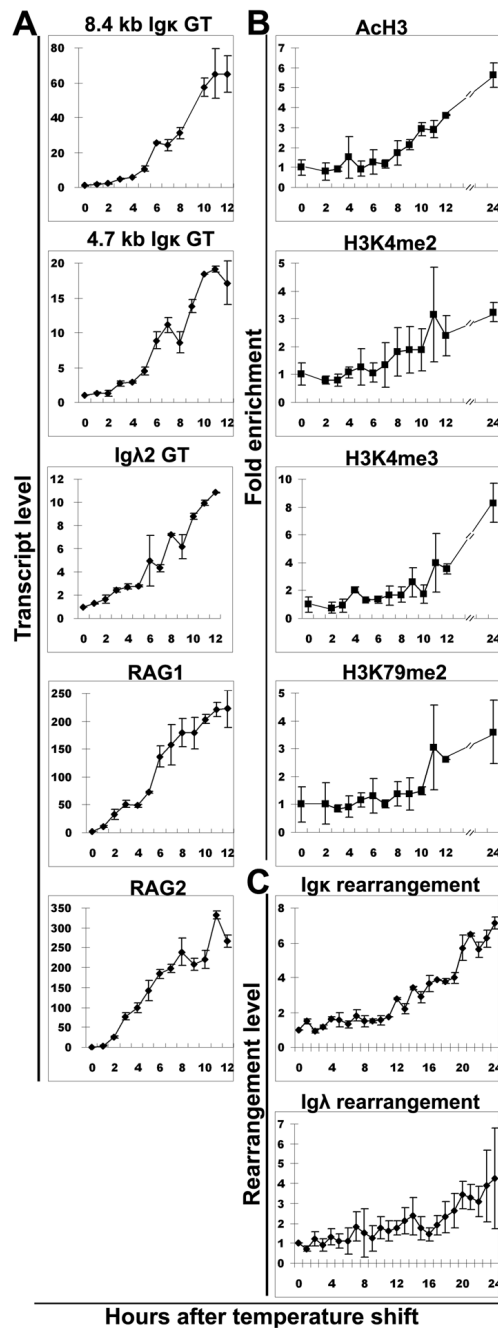 A
8.4 kb Igκ GT
80
60
40
20
0
0 2 4 6 8 10 12
4.7 kb Igκ GT
20
15
10
5
0
0 2 4 6 8 10 12
Igλ2 GT
12
10
8
6
4
2
0
0 2 4 6 8 10 12
RAG1
250
200
150
100
50
0
0 2 4 6 8 10 12
RAG2
350
300
250
200
150
100
50
0
0 2 4 6 8 10 12
Transcript level
B
AcH3
7
6
5
4
3
2
1
0
0 2 4 6 8 10 12 24
H3K4me2
5
4
3
2
1
0
0 2 4 6 8 10 12 24
H3K4me3
10
8
6
4
2
0
0 2 4 6 8 10 12 24
H3K79me2
5
4
3
2
1
0
0 2 4 6 8 10 12 24
Fold enrichment
C
Igκ rearrangement
8
6
4
2
0
0 4 8 12 16 20 24
Igλ rearrangement
7
6
5
4
3
2
1
0
0 4 8 12 16 20 24
Rearrangement level
Hours after temperature shift